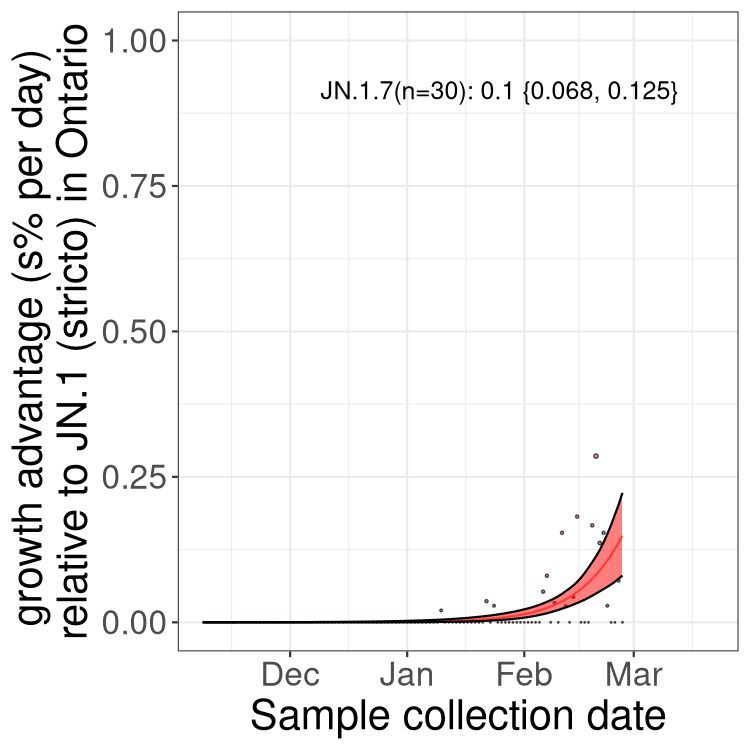 growth advantage (s% per day)
relative to JN.1 (stricto) in Ontario
1.00
0.75
0.50
0.25
0.00
JN.1.7(n=30): 0.1 {0.068, 0.125}
Dec Jan Feb Mar
Sample collection date